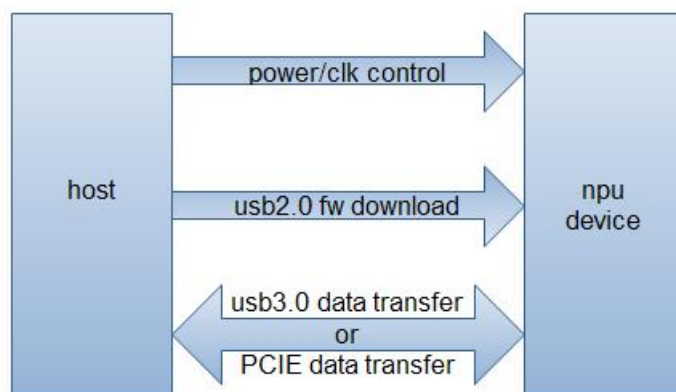 power/clk control
host
usb2.0 fw download
npu
device
usb3.0 data transfer
or
PCIE data transfer